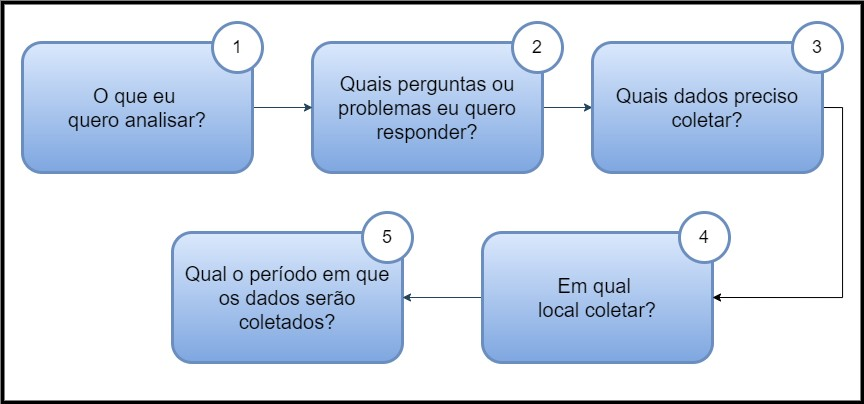 1
O que eu
quero analisar?
2
Quais perguntas ou
problemas eu quero
responder?
3
Quais dados preciso
coletar?
4
Em qual
local coletar?
5
Qual o período em que
os dados serão
coletados?